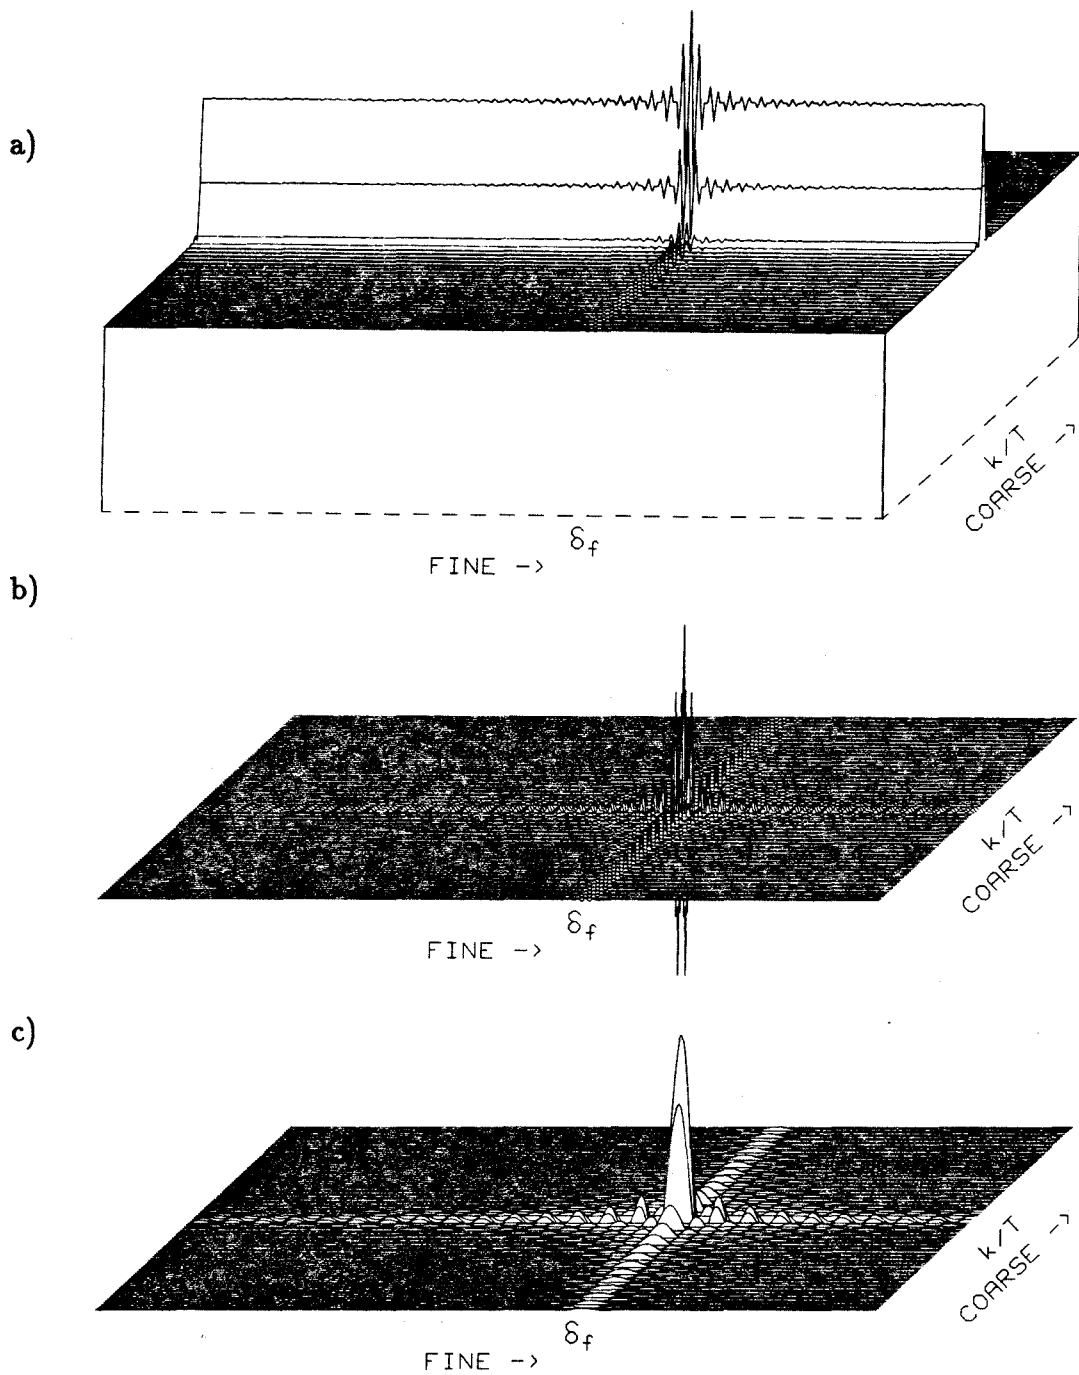 a)
k/T
COARSE ->
δf
FINE ->
b)
k/T
COARSE ->
δf
FINE ->
c)
k/T
COARSE ->
δf
FINE ->